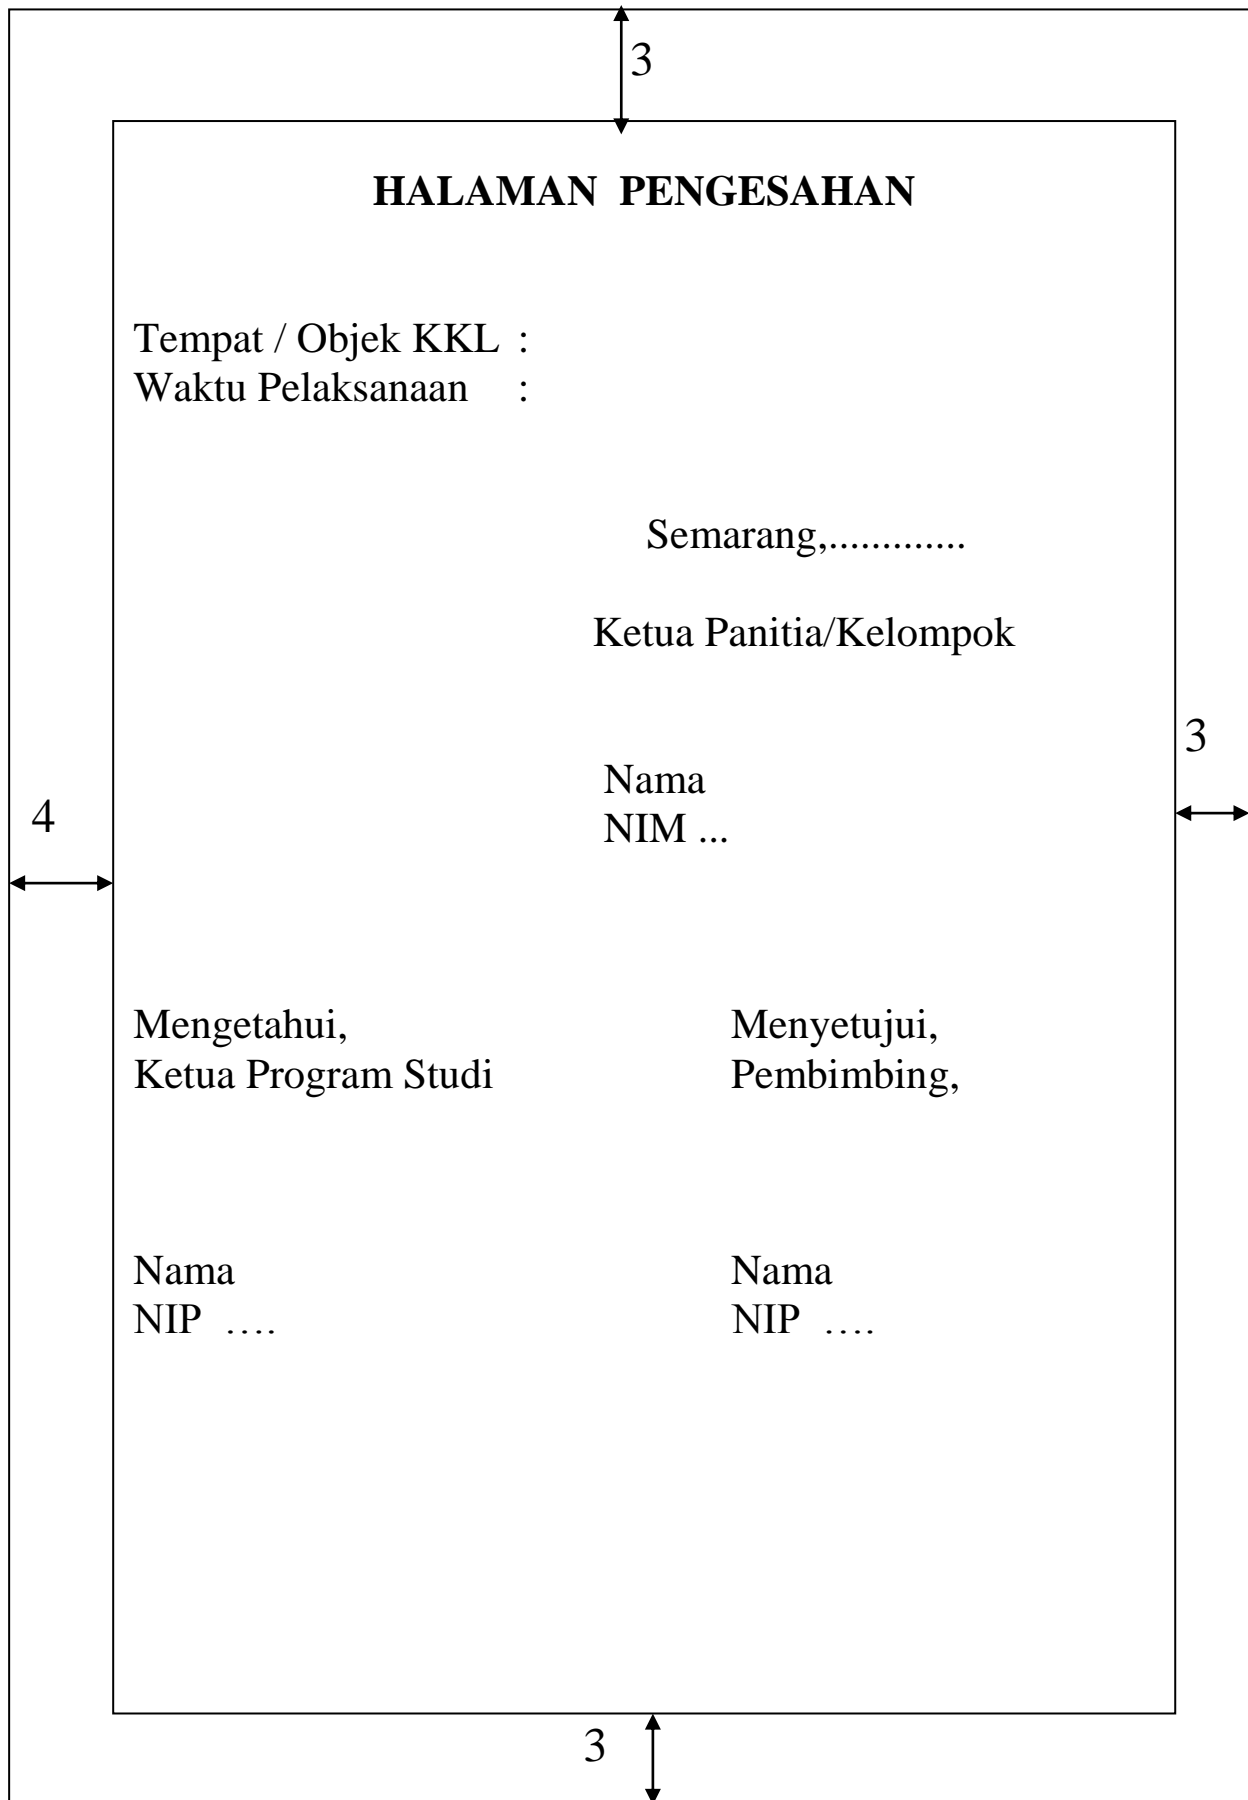 3
HALAMAN PENGESAHAN
Tempat / Objek KKL :
Waktu Pelaksanaan :
Semarang,.............
Ketua Panitia/Kelompok
3
Nama
4
NIM ...
Mengetahui, Menyetujui,
Ketua Program Studi Pembimbing,
Nama Nama
NIP …. NIP ….
3